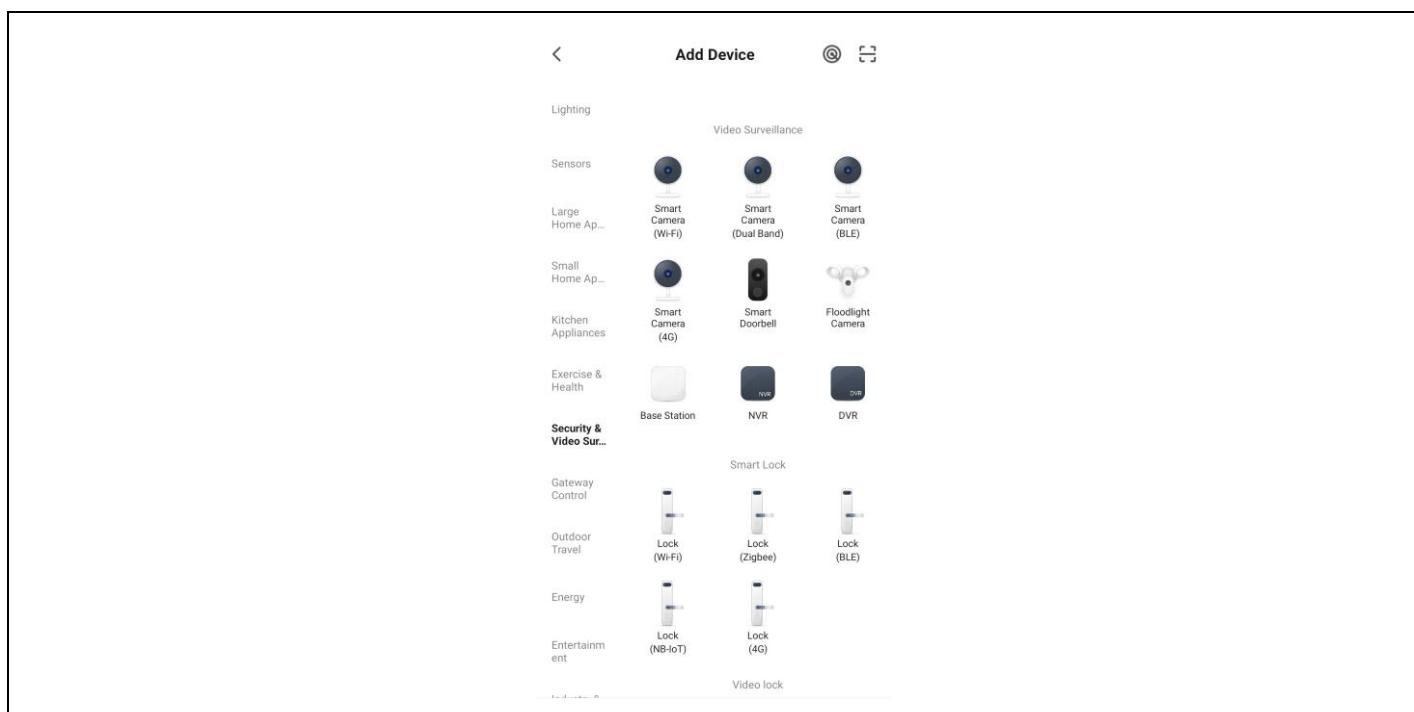 Add Device
Lighting
Sensors
Large
Home Ap...
Small
Home Ap...
Kitchen
Appliances
Exercise &
Health
Security &
Video Sur...
Gateway
Control
Outdoor
Travel
Energy
Entertainm
ent
Video Surveillance
Smart
Camera
(Wi-Fi)
Smart
Camera
(Dual Band)
Smart
Camera
(BLE)
Smart
Camera
(4G)
Smart
Doorbell
Floodlight
Camera
Base Station
NVR
NVR
DVR
DVR
Smart Lock
Lock
(Wi-Fi)
Lock
(Zigbee)
Lock
(BLE)
Lock
(NB-IoT)
Lock
(4G)
Video lock